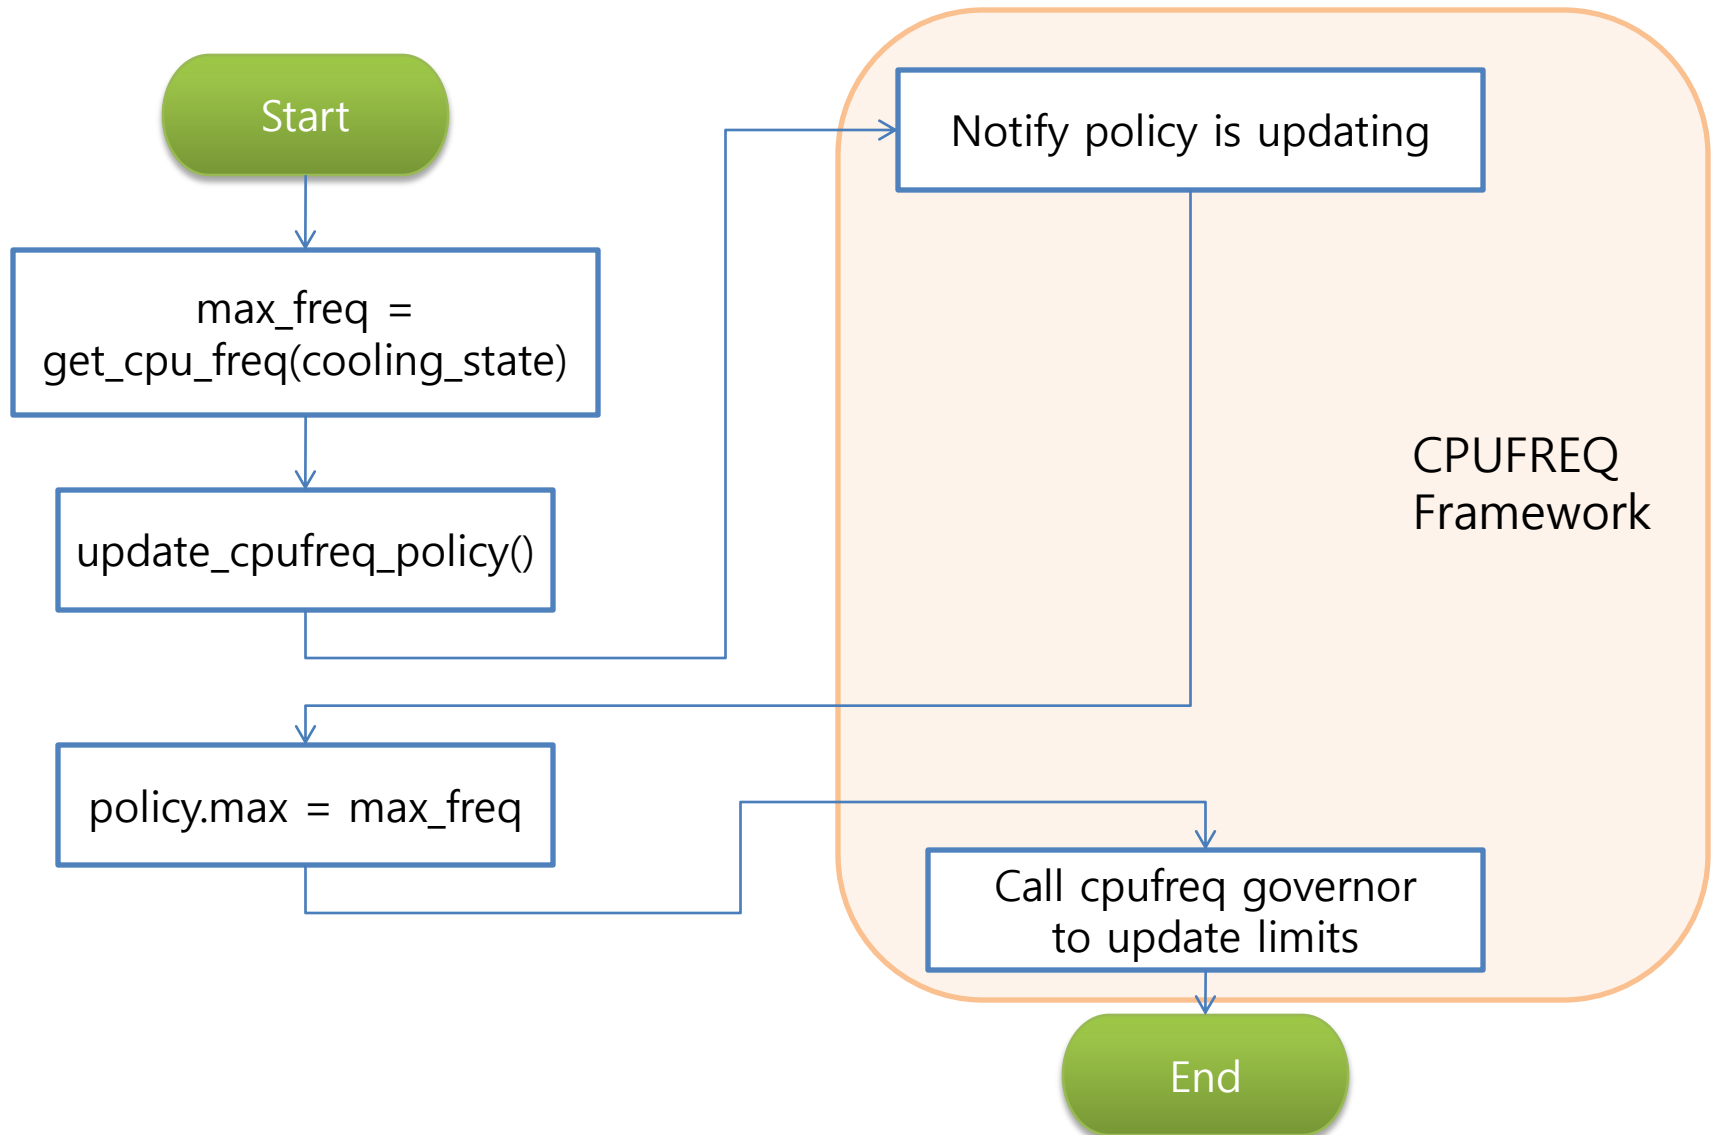 Start
max_freq =
get_cpu_freq(cooling_state)
update_cpufreq_policy()
Notify policy is updating
policy.max = max_freq
Call cpufreq governor
to update limits
End
CPUFREQ
Framework